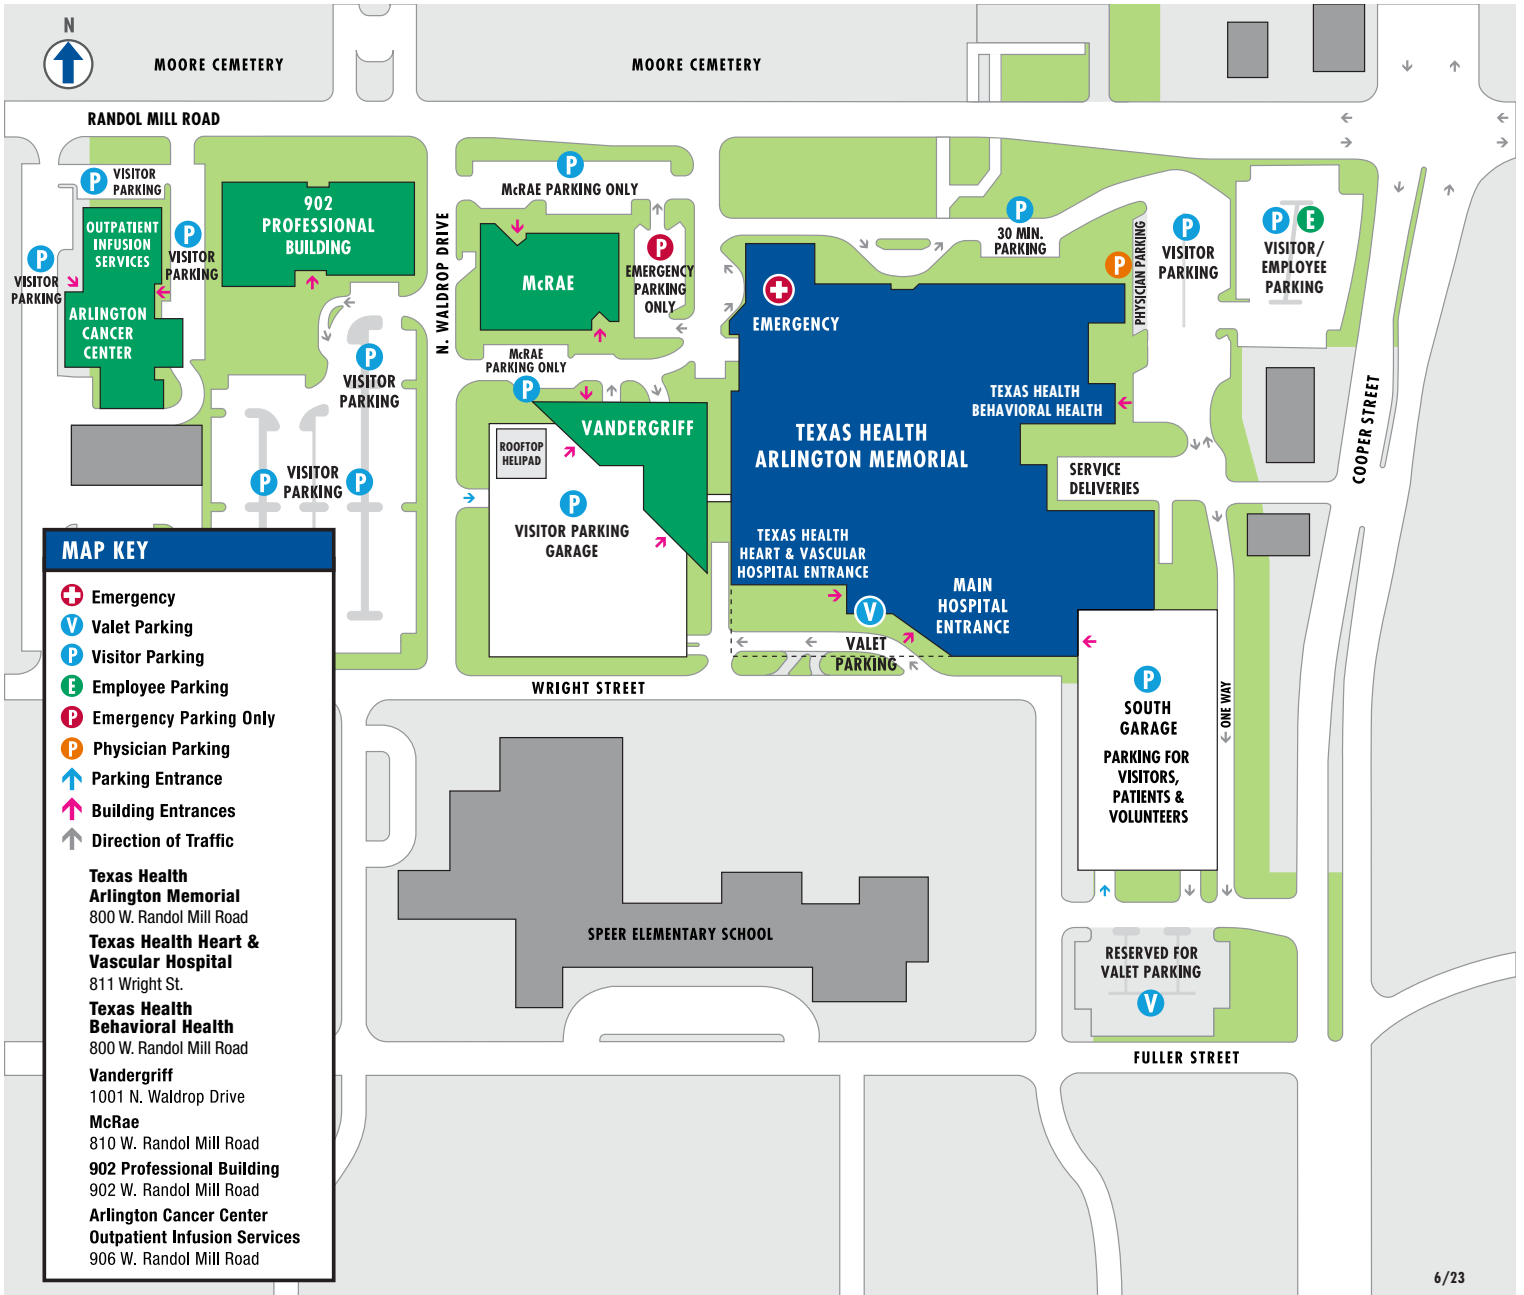 N
MOORE CEMETERY
MOORE CEMETERY
RANDOL MILL ROAD
P VISITOR
PARKING
OUTPATIENT
INFUSION
SERVICES
P
VISITOR
PARKING
P
VISITOR
PARKING
ARLINGTON
CANCER
CENTER
902
PROFESSIONAL
BUILDING
N. WALDROP DRIVE
P
McRAE PARKING ONLY
McRAE
P
EMERGENCY
PARKING
ONLY
McRAE
PARKING ONLY
P
P
VISITOR
PARKING
P
VISITOR
PARKING
P
VANDERGRIFF
ROOFTOP
HELIPAD
P
VISITOR PARKING
GARAGE
EMERGENCY
P
30 MIN.
PARKING
P
PHYSICIAN PARKING
P
VISITOR
PARKING
P E
VISITOR/
EMPLOYEE
PARKING
TEXAS HEALTH
BEHAVIORAL HEALTH
TEXAS HEALTH
ARLINGTON MEMORIAL
SERVICE
DELIVERIES
COOPER STREET
TEXAS HEALTH
HEART & VASCULAR
HOSPITAL ENTRANCE
MAIN
HOSPITAL
ENTRANCE
V
VALET
PARKING
WRIGHT STREET
P
SOUTH
GARAGE
PARKING FOR
VISITORS,
PATIENTS &
VOLUNTEERS
ONE WAY
SPEER ELEMENTARY SCHOOL
RESERVED FOR
VALET PARKING
V
FULLER STREET
MAP KEY
Emergency
V Valet Parking
P Visitor Parking
E Employee Parking
P Emergency Parking Only
P Physician Parking
Parking Entrance
Building Entrances
Direction of Traffic
Texas Health
Arlington Memorial
800 W. Randol Mill Road
Texas Health Heart &
Vascular Hospital
811 Wright St.
Texas Health
Behavioral Health
800 W. Randol Mill Road
Vandergriff
1001 N. Waldrop Drive
McRae
810 W. Randol Mill Road
902 Professional Building
902 W. Randol Mill Road
Arlington Cancer Center
Outpatient Infusion Services
906 W. Randol Mill Road
6/23